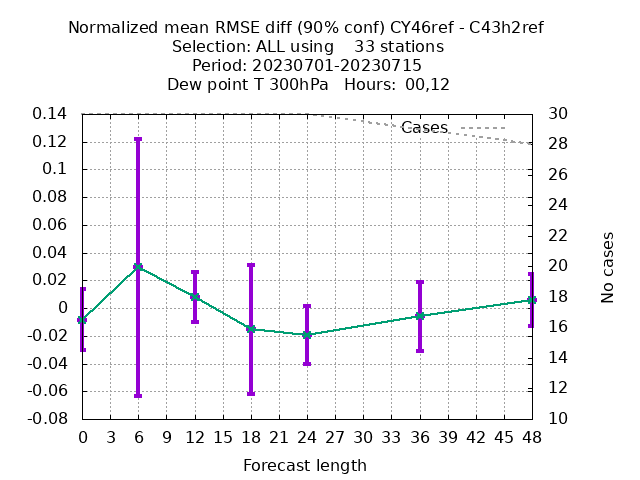 Normalized mean RMSE diff (90% conf) CY46ref - C43h2ref
Selection: ALL using    33 stations
Period: 20230701-20230715
Dew point T 300hPa   Hours:  00,12
0.14
0.12
0.1
0.08
0.06
0.04
0.02
0
-0.02
-0.04
-0.06
-0.08
Cases
30
28
26
24
22
20
18
16
14
12
10
No cases
0 3 6 9 12 15 18 21 24 27 30 33 36 39 42 45 48
Forecast length